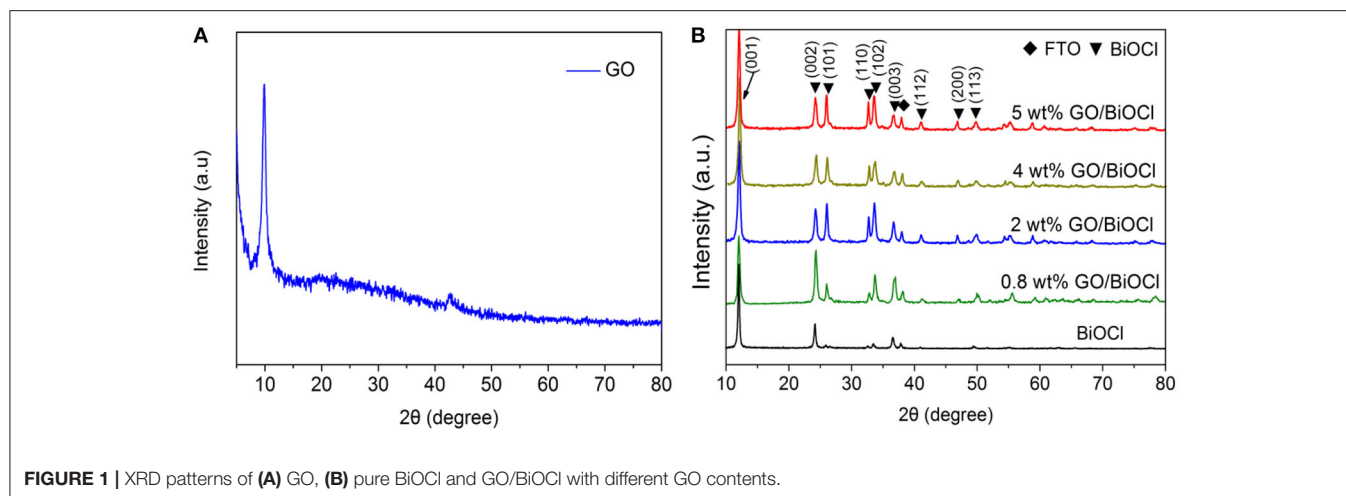 A
GO
Intensity (a.u)
10 20 30 40 50 60 70 80
2θ (degree)
B
◆ FTO ▼ BiOCl
(001)
(002)
(101)
(110)
(102)
(003)
(112)
(200)
(113)
5 wt% GO/BiOCl
4 wt% GO/BiOCl
2 wt% GO/BiOCl
0.8 wt% GO/BiOCl
BiOCl
Intensity (a.u.)
10 20 30 40 50 60 70 80
2θ (degree)
FIGURE 1 | XRD patterns of (A) GO, (B) pure BiOCl and GO/BiOCl with different GO contents.